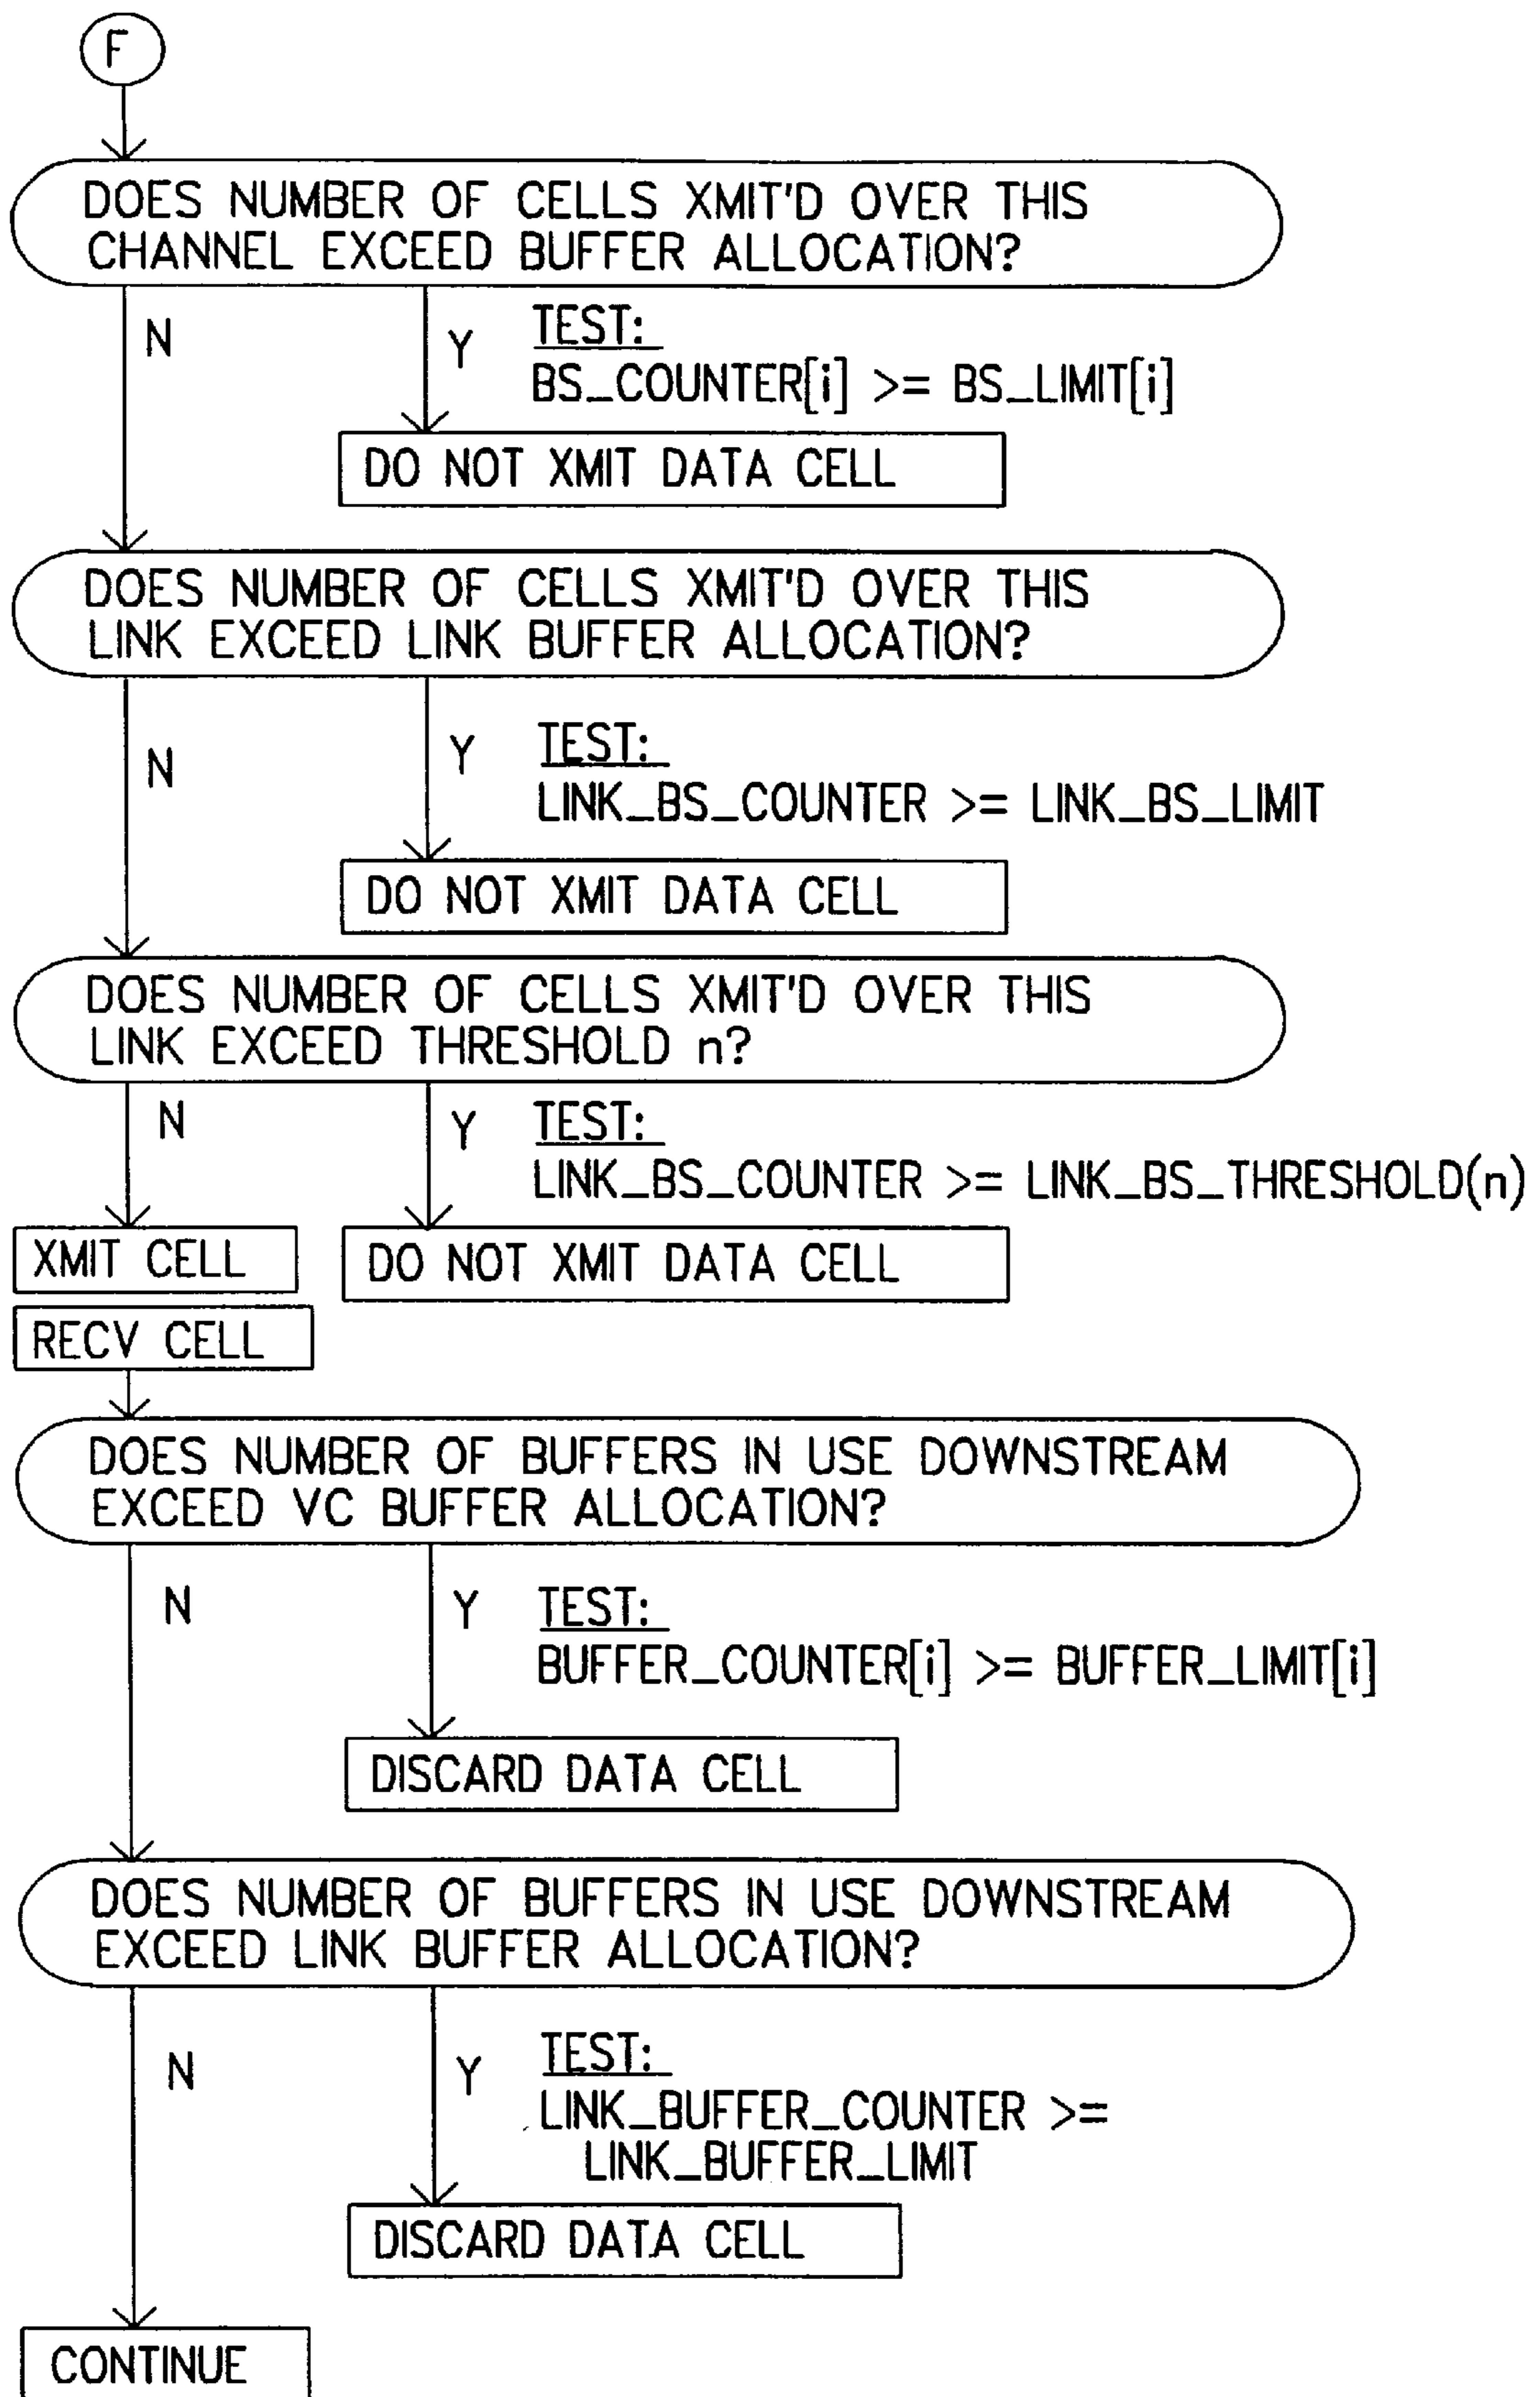 F
DOES NUMBER OF CELLS XMIT'D OVER THIS
CHANNEL EXCEED BUFFER ALLOCATION?
N
Y
TEST:
BS_COUNTER[i] >= BS_LIMIT[i]
DO NOT XMIT DATA CELL
DOES NUMBER OF CELLS XMIT'D OVER THIS
LINK EXCEED LINK BUFFER ALLOCATION?
N
Y
TEST:
LINK_BS_COUNTER >= LINK_BS_LIMIT
DO NOT XMIT DATA CELL
DOES NUMBER OF CELLS XMIT'D OVER THIS
LINK EXCEED THRESHOLD n?
N
Y
TEST:
LINK_BS_COUNTER >= LINK_BS_THRESHOLD(n)
XMIT CELL
DO NOT XMIT DATA CELL
RECV CELL
DOES NUMBER OF BUFFERS IN USE DOWNSTREAM
EXCEED VC BUFFER ALLOCATION?
N
Y
TEST:
BUFFER_COUNTER[i] >= BUFFER_LIMIT[i]
DISCARD DATA CELL
DOES NUMBER OF BUFFERS IN USE DOWNSTREAM
EXCEED LINK BUFFER ALLOCATION?
N
Y
TEST:
LINK_BUFFER_COUNTER >=
LINK_BUFFER_LIMIT
DISCARD DATA CELL
CONTINUE